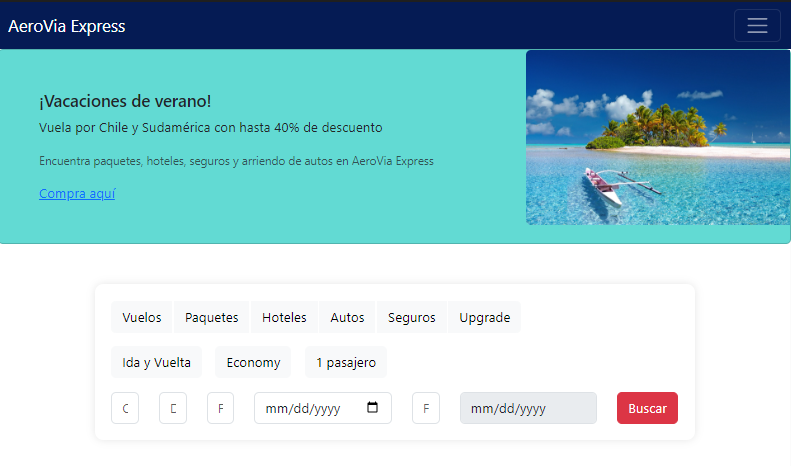 AeroVia Express
¡Vacaciones de verano!
Vuela por Chile y Sudamérica con hasta 40% de descuento
Encuentra paquetes, hoteles, seguros y arriendo de autos en AeroVia Express
Compra aquí
Vuelos Paquetes Hoteles Autos Seguros Upgrade
Ida y Vuelta Economy 1 pasajero
mm/dd/yyyy F mm/dd/yyyy Buscar